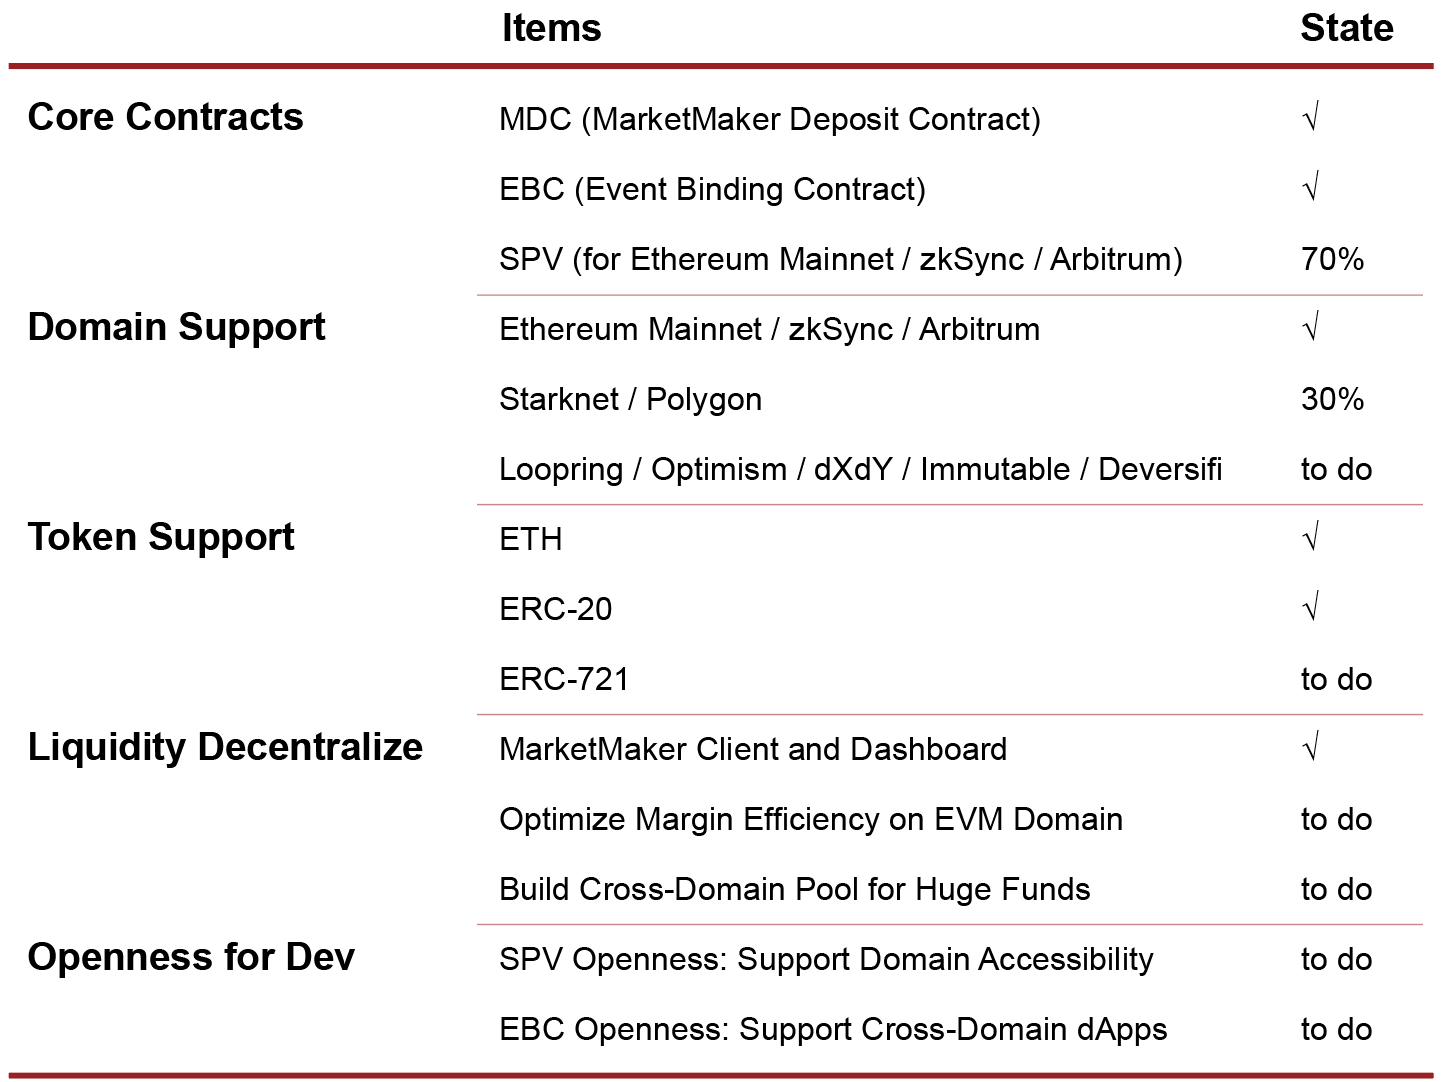 Items State
Core Contracts MDC (MarketMaker Deposit Contract) √
EBC (Event Binding Contract) √
SPV (for Ethereum Mainnet / zkSync / Arbitrum) 70%
Domain Support Ethereum Mainnet / zkSync / Arbitrum √
Starknet / Polygon 30%
Loopring / Optimism / dXdY / Immutable / Deversifi to do
Token Support ETH √
ERC-20 √
ERC-721 to do
Liquidity Decentralize MarketMaker Client and Dashboard √
Optimize Margin Efficiency on EVM Domain to do
Build Cross-Domain Pool for Huge Funds to do
Openness for Dev SPV Openness: Support Domain Accessibility to do
EBC Openness: Support Cross-Domain dApps to do